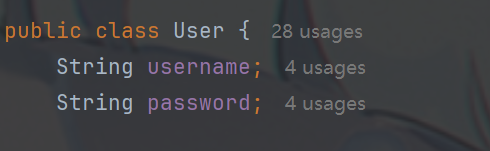 public class User { 28 usages
String username; 4 usages
String password; 4 usages